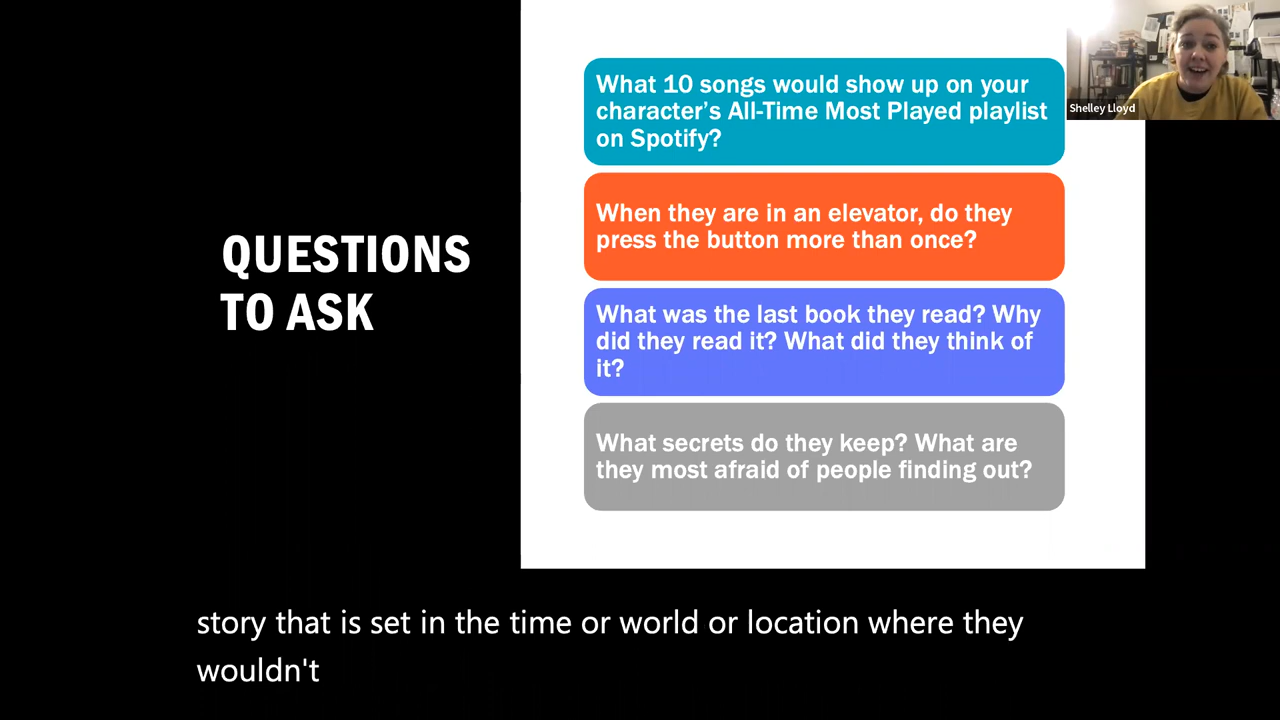 QUESTIONS
TO ASK
What 10 songs would show up on your
character's All-Time Most Played playlist
on Spotify?
When they are in an elevator, do they
press the button more than once?
What was the last book they read? Why
did they read it? What did they think of
it?
What secrets do they keep? What are
they most afraid of people finding out?
Shelley Lloyd
story that is set in the time or world or location where they
wouldn't